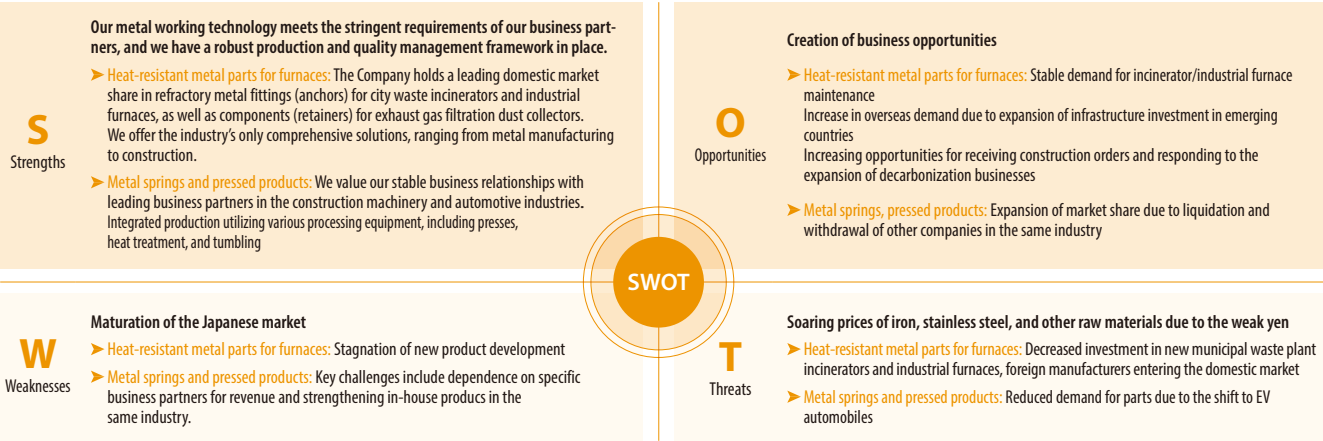 S
Strengths
Our metal working technology meets the stringent requirements of our business part-
ners, and we have a robust production and quality management framework in place.
➤ Heat-resistant metal parts for furnaces: The Company holds a leading domestic market
share in refractory metal fittings (anchors) for city waste incinerators and industrial
furnaces, as well as components (retainers) for exhaust gas filtration dust collectors.
We offer the industry's only comprehensive solutions, ranging from metal manufacturing
to construction.
➤ Metal springs and pressed products: We value our stable business relationships with
leading business partners in the construction machinery and automotive industries.
Integrated production utilizing various processing equipment, including presses,
heat treatment, and tumbling
O
Opportunities
Creation of business opportunities
➤ Heat-resistant metal parts for furnaces: Stable demand for incinerator/industrial furnace
maintenance
Increase in overseas demand due to expansion of infrastructure investment in emerging
countries
Increasing opportunities for receiving construction orders and responding to the
expansion of decarbonization businesses
➤ Metal springs, pressed products: Expansion of market share due to liquidation and
withdrawal of other companies in the same industry
SWOT
W
Weaknesses
Maturation of the Japanese market
➤ Heat-resistant metal parts for furnaces: Stagnation of new product development
➤ Metal springs and pressed products: Key challenges include dependence on specific
business partners for revenue and strengthening in-house producs in the
same industry.
T
Threats
Soaring prices of iron, stainless steel, and other raw materials due to the weak yen
➤ Heat-resistant metal parts for furnaces: Decreased investment in new municipal waste plant
incinerators and industrial furnaces, foreign manufacturers entering the domestic market
➤ Metal springs and pressed products: Reduced demand for parts due to the shift to EV
automobiles